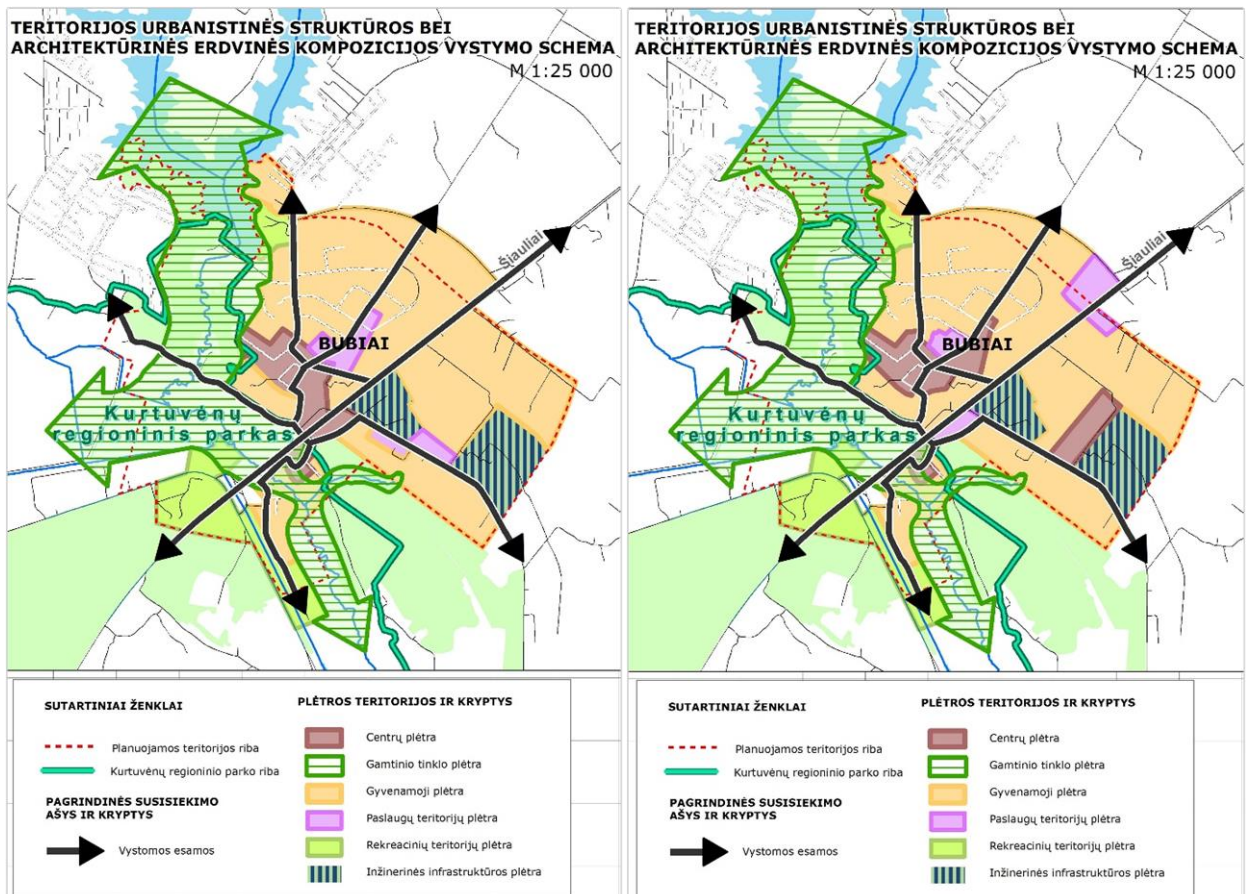 TERITORIJOS URBANISTINĖS STRUKTŪROS BEI
ARCHITEKTŪRINĖS ERDVINĖS KOMPOZICIJOS VYSTYMO SCHEMA
M 1:25 000
Šiauliai
BUBIAI
Kurtuvėnų
regioninis parkas
SUTARTINIAI ŽENKLAI
Planuojamos teritorijos riba
Kurtuvėnų regioninio parko riba
PAGRINDINĖS SUSISIEKIMO
AŠYS IR KRYPTYS
Vystomos esamos
PLĖTROS TERITORIJOS IR KRYPTYS
Centrų plėtra
Gamtinio tinklo plėtra
Gyvenamoji plėtra
Paslaugų teritorijų plėtra
Rekreacinių teritorijų plėtra
Inžinerinės infrastruktūros plėtra
TERITORIJOS URBANISTINĖS STRUKTŪROS BEI
ARCHITEKTŪRINĖS ERDVINĖS KOMPOZICIJOS VYSTYMO SCHEMA
M 1:25 000
Šiauliai
BUBIAI
Kurtuvėnų
regioninis parkas
SUTARTINIAI ŽENKLAI
Planuojamos teritorijos riba
Kurtuvėnų regioninio parko riba
PAGRINDINĖS SUSISIEKIMO
AŠYS IR KRYPTYS
Vystomos esamos
PLĖTROS TERITORIJOS IR KRYPTYS
Centrų plėtra
Gamtinio tinklo plėtra
Gyvenamoji plėtra
Paslaugų teritorijų plėtra
Rekreacinių teritorijų plėtra
Inžinerinės infrastruktūros plėtra